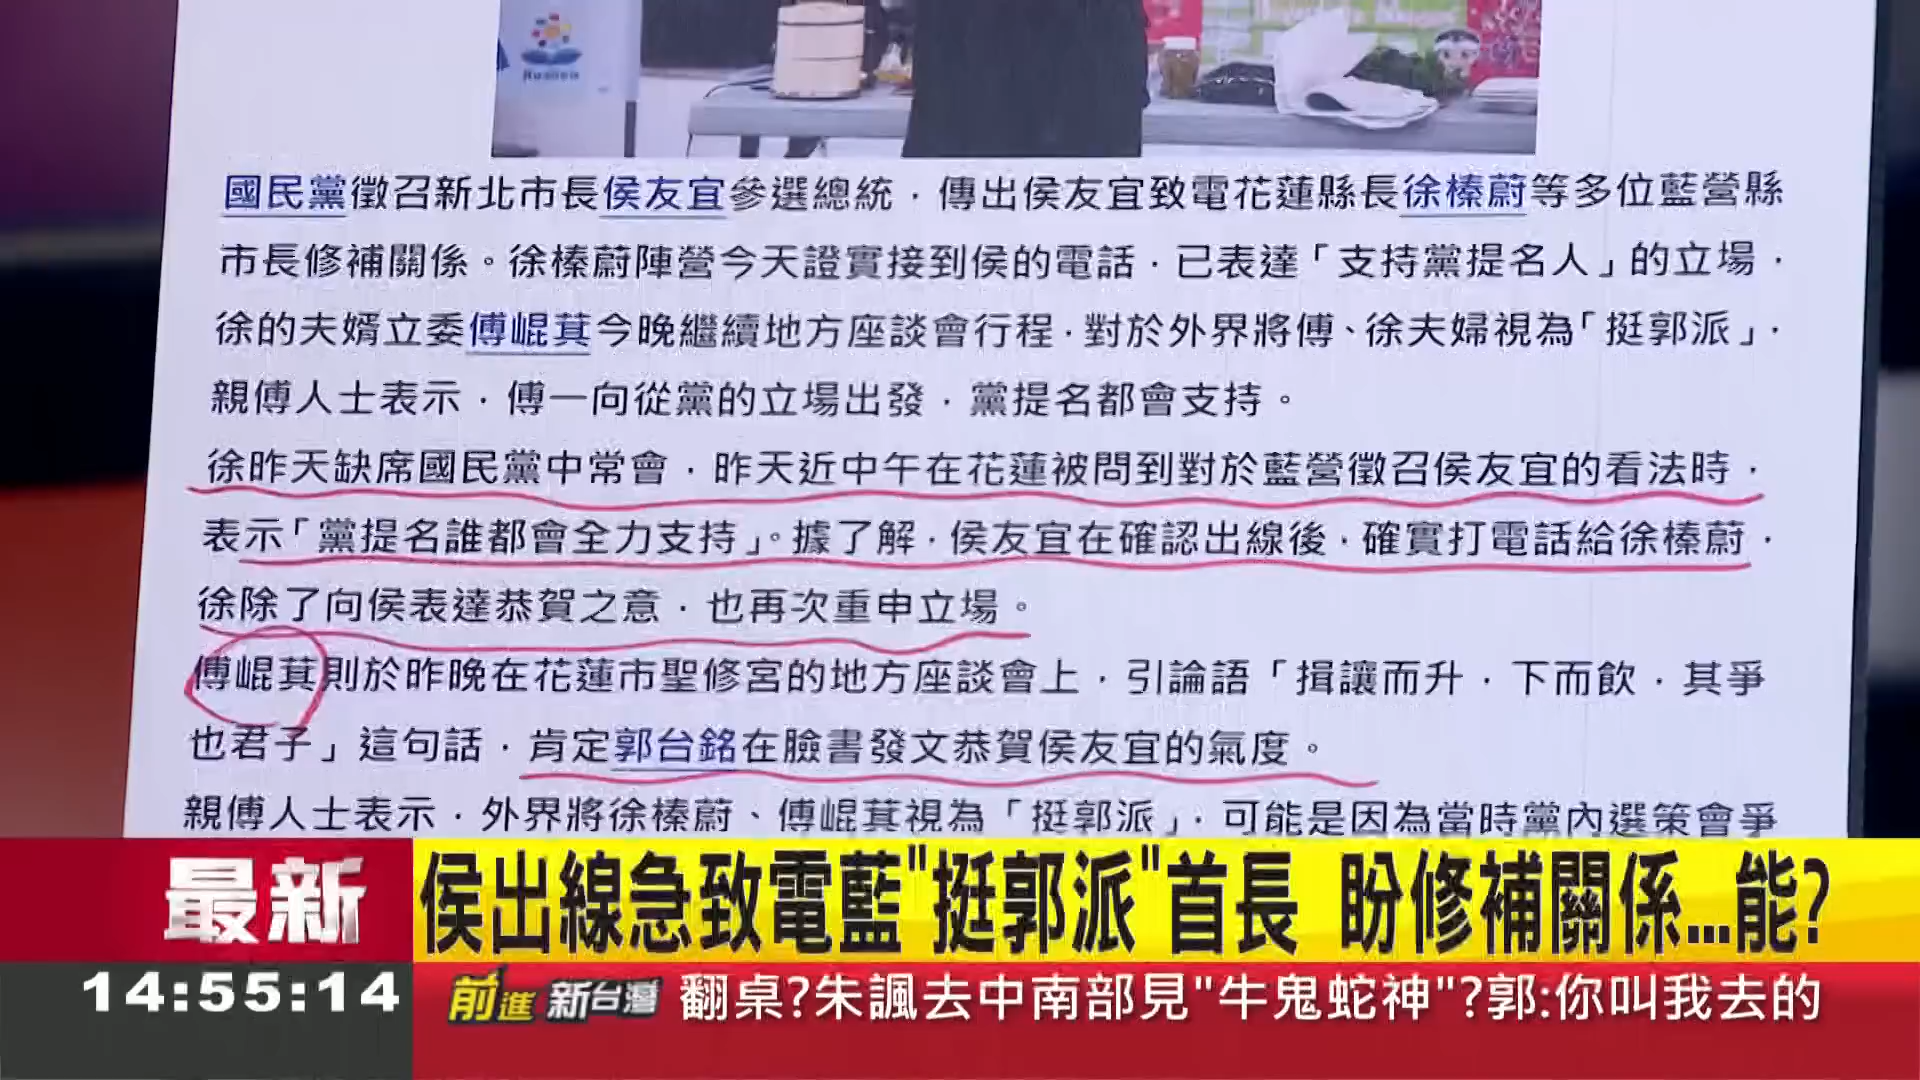 Hualien
國民黨徵召新北市長侯友宜參選總統，傳出侯友宜致電花蓮縣長徐榛蔚等多位藍營縣
市長修補關係。徐榛蔚陣營今天證實接到侯的電話，已表達「支持黨提名人」的立場，
徐的夫婿立委傅崐萁今晚繼續地方座談會行程，對於外界將傅、徐夫婦視為「挺郭派」，
親傅人士表示，傅一向從黨的立場出發，黨提名都會支持。
徐昨天缺席國民黨中常會，昨天近中午在花蓮被問到對於藍營徵召侯友宜的看法時，
表示「黨提名誰都會全力支持」。據了解，侯友宜在確認出線後，確實打電話給徐榛蔚，
徐除了向侯表達恭賀之意，也再次重申立場。
傅崐萁則於昨晚在花蓮市聖修宮的地方座談會上，引論語「揖讓而升，下而飲，其爭
也君子」這句話，肯定郭台銘在臉書發文恭賀侯友宜的氣度。
親傅人士表示，外界將徐榛蔚、傅崐萁視為「挺郭派」，可能是因為當時黨內選策會爭
最新 侯出線急致電藍"挺郭派"首長 盼修補關係...能?
14:55:14 前進新台灣 翻桌?朱諷去中南部見"牛鬼蛇神"?郭:你叫我去的